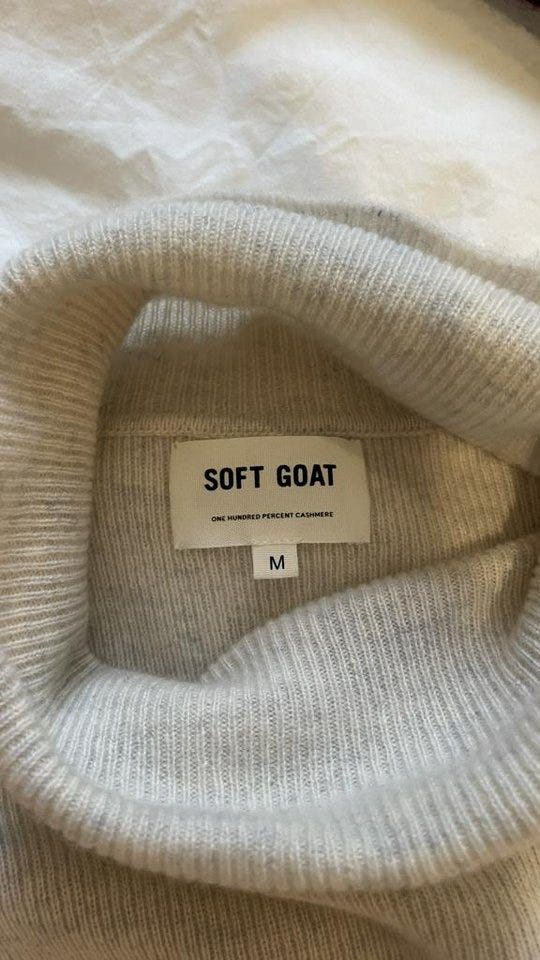 SOFT GOAT
ONE HUNDRED PERCENT CASHMERE
M